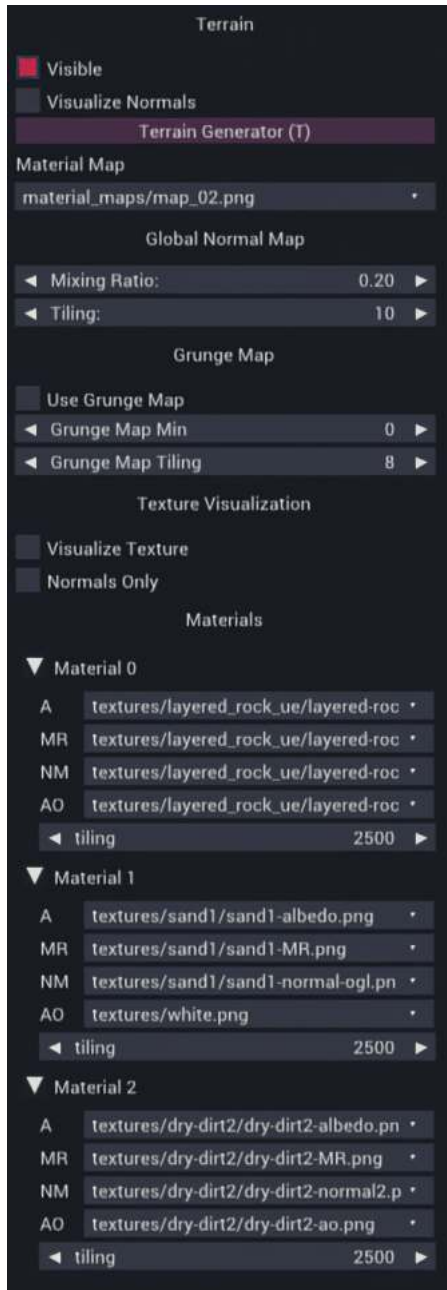 Terrain
Visible
Visualize Normals
Terrain Generator (T)
Material Map
material_maps/map_02.png
Global Normal Map
Mixing Ratio: 0.20
Tiling: 10
Grunge Map
Use Grunge Map
Grunge Map Min 0
Grunge Map Tiling 8
Texture Visualization
Visualize Texture
Normals Only
Materials
Material 0
A textures/layered_rock_ue/layered-roc
MR textures/layered_rock_ue/layered-roc
NM textures/layered_rock_ue/layered-roc
AO textures/layered_rock_ue/layered-roc
tiling 2500
Material 1
A textures/sand1/sand1-albedo.png
MR textures/sand1/sand1-MR.png
NM textures/sand1/sand1-normal-ogl.pn
AO textures/white.png
tiling 2500
Material 2
A textures/dry-dirt2/dry-dirt2-albedo.pn
MR textures/dry-dirt2/dry-dirt2-MR.png
NM textures/dry-dirt2/dry-dirt2-normal2.p
AO textures/dry-dirt2/dry-dirt2-ao.png
tiling 2500